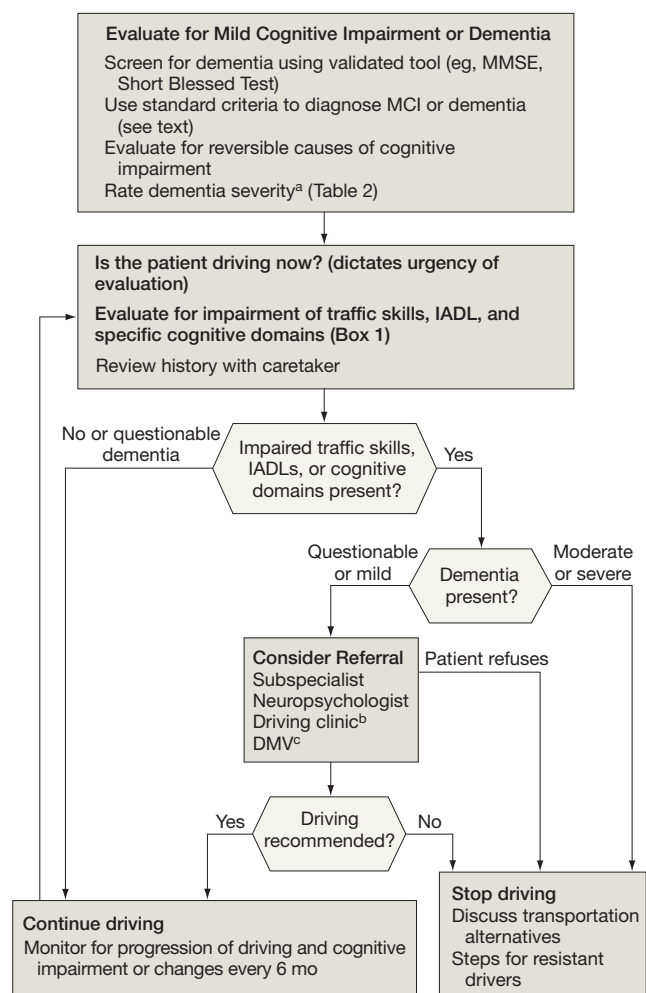 Evaluate for Mild Cognitive Impairment or Dementia
Screen for dementia using validated tool (eg, MMSE,
Short Blessed Test)
Use standard criteria to diagnose MCI or dementia
(see text)
Evaluate for reversible causes of cognitive
impairment
Rate dementia severityᵃ (Table 2)
Is the patient driving now? (dictates urgency of
evaluation)
Evaluate for impairment of traffic skills, IADL, and
specific cognitive domains (Box 1)
Review history with caretaker
No or questionable
dementia
Impaired traffic skills,
IADLs, or cognitive
domains present?
Yes
Questionable
or mild
Dementia
present?
Moderate
or severe
Consider Referral
Subspecialist
Neuropsychologist
Driving clinicᵇ
DMVᶜ
Patient refuses
Yes
Driving
recommended?
No
Continue driving
Monitor for progression of driving and cognitive
impairment or changes every 6 mo
Stop driving
Discuss transportation
alternatives
Steps for resistant
drivers